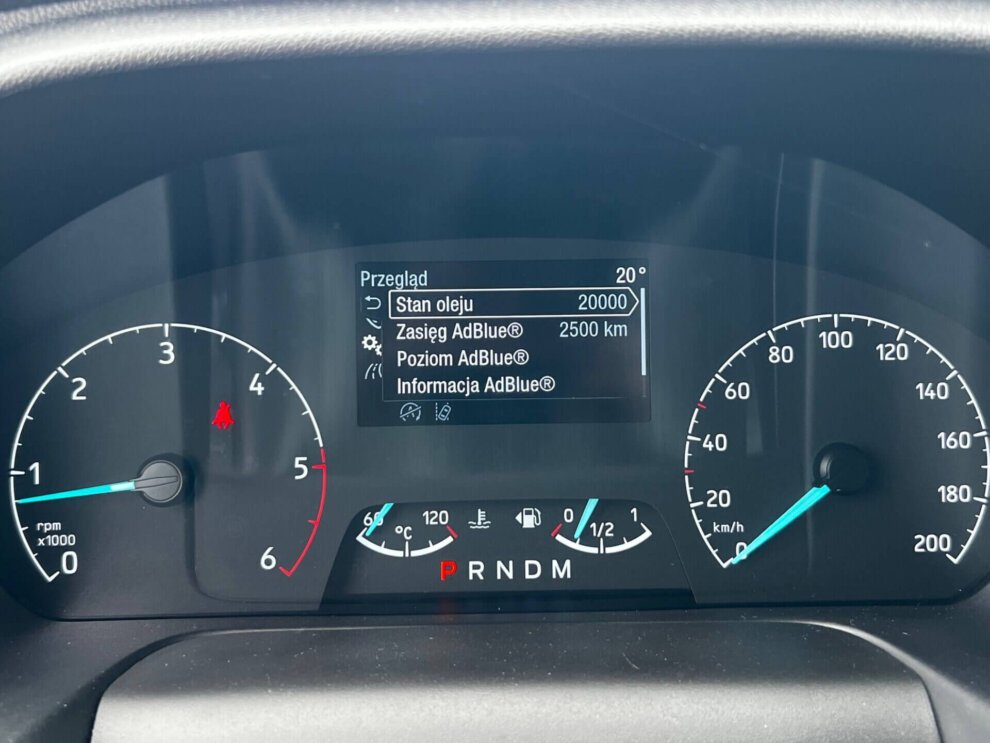 Przegląd 20°
Stan oleju 20000
Zasięg AdBlue® 2500 km
Poziom AdBlue®
Informacja AdBlue®
0 1 2 3 4 5 6
rpm
x1000
60 120
°C
0 1/2 1
P R N D M
0 20 40 60 80 100 120 140 160 180 200
km/h